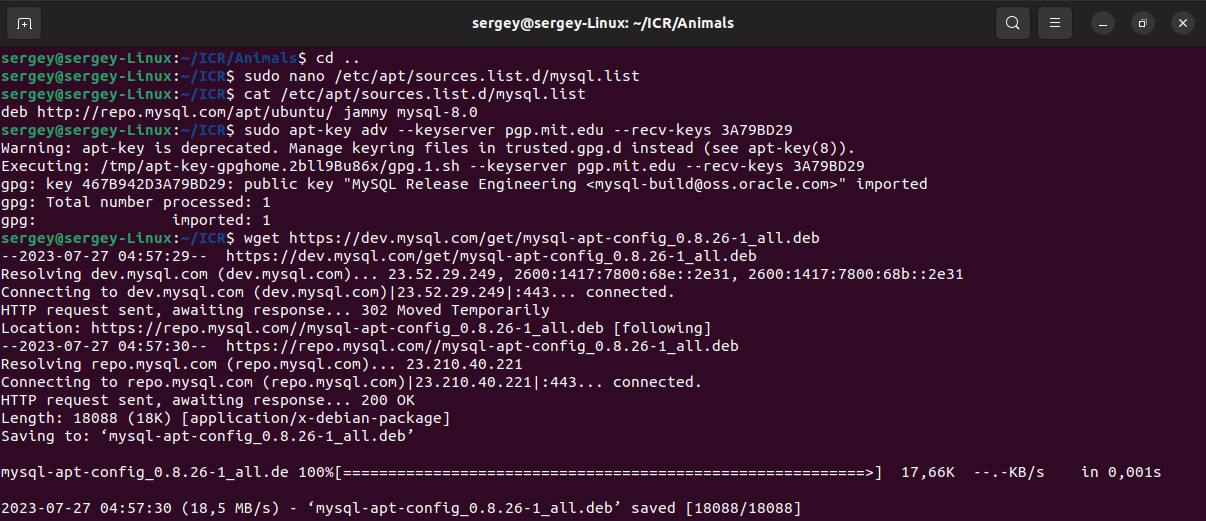 sergey@sergey-Linux: ~/ICR/Animals
sergey@sergey-Linux:~/ICR/Animals$ cd ..
sergey@sergey-Linux:~/ICR$ sudo nano /etc/apt/sources.list.d/mysql.list
sergey@sergey-Linux:~/ICR$ cat /etc/apt/sources.list.d/mysql.list
deb http://repo.mysql.com/apt/ubuntu/ jammy mysql-8.0
sergey@sergey-Linux:~/ICR$ sudo apt-key adv --keyserver pgp.mit.edu --recv-keys 3A79BD29
Warning: apt-key is deprecated. Manage keyring files in trusted.gpg.d instead (see apt-key(8)).
Executing: /tmp/apt-key-gpghome.2bll9Bu86x/gpg.1.sh --keyserver pgp.mit.edu --recv-keys 3A79BD29
gpg: key 467B942D3A79BD29: public key "MySQL Release Engineering <mysql-build@oss.oracle.com>" imported
gpg: Total number processed: 1
gpg:               imported: 1
sergey@sergey-Linux:~/ICR$ wget https://dev.mysql.com/get/mysql-apt-config_0.8.26-1_all.deb
--2023-07-27 04:57:29--  https://dev.mysql.com/get/mysql-apt-config_0.8.26-1_all.deb
Resolving dev.mysql.com (dev.mysql.com)... 23.52.29.249, 2600:1417:7800:68e::2e31, 2600:1417:7800:68b::2e31
Connecting to dev.mysql.com (dev.mysql.com)|23.52.29.249|:443... connected.
HTTP request sent, awaiting response... 302 Moved Temporarily
Location: https://repo.mysql.com//mysql-apt-config_0.8.26-1_all.deb [following]
--2023-07-27 04:57:30--  https://repo.mysql.com//mysql-apt-config_0.8.26-1_all.deb
Resolving repo.mysql.com (repo.mysql.com)... 23.210.40.221
Connecting to repo.mysql.com (repo.mysql.com)|23.210.40.221|:443... connected.
HTTP request sent, awaiting response... 200 OK
Length: 18088 (18K) [application/x-debian-package]
Saving to: ‘mysql-apt-config_0.8.26-1_all.deb’
mysql-apt-config_0.8.26-1_all.de 100%[==========================================================>]  17,66K  --.-KB/s    in 0,001s
2023-07-27 04:57:30 (18,5 MB/s) - ‘mysql-apt-config_0.8.26-1_all.deb’ saved [18088/18088]